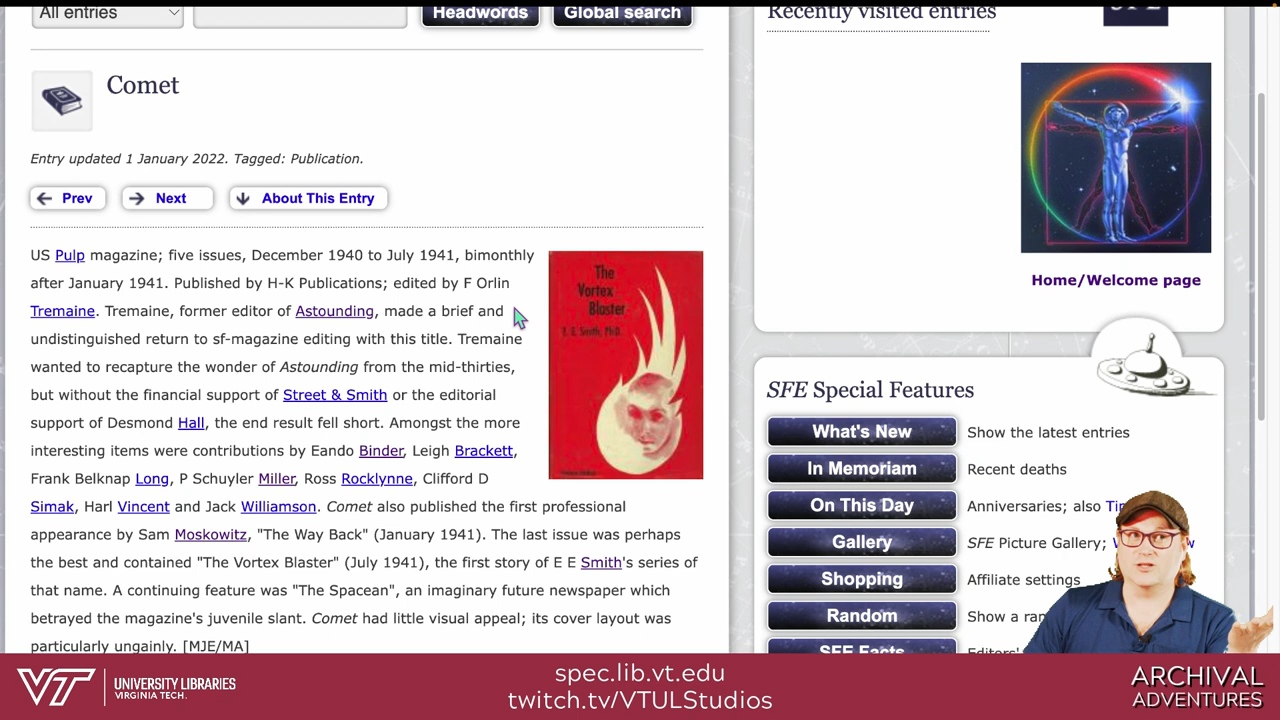 All entries
Headwords
Global search
Comet
Entry updated 1 January 2022. Tagged: Publication.
Prev
Next
About This Entry
US Pulp magazine; five issues, December 1940 to July 1941, bimonthly
after January 1941. Published by H-K Publications; edited by F Orlin
Tremaine. Tremaine, former editor of Astounding, made a brief and
undistinguished return to sf-magazine editing with this title. Tremaine
wanted to recapture the wonder of Astounding from the mid-thirties,
but without the financial support of Street & Smith or the editorial
support of Desmond Hall, the end result fell short. Amongst the more
interesting items were contributions by Eando Binder, Leigh Brackett,
Frank Belknap Long, P Schuyler Miller, Ross Rocklynne, Clifford D
Simak, Harl Vincent and Jack Williamson. Comet also published the first professional
appearance by Sam Moskowitz, "The Way Back" (January 1941). The last issue was perhaps
the best and contained "The Vortex Blaster" (July 1941), the first story of E E Smith's series of
that name. A continuing feature was "The Spacean", an imaginary future newspaper which
betrayed the magazine's juvenile slant. Comet had little visual appeal; its cover layout was
particularly ungainly. [MJE/MA]
The
Vortex
Blaster
E. E. Smith, Ph.D.
Recently visited entries
Home/Welcome page
SFE Special Features
What's New Show the latest entries
In Memoriam Recent deaths
On This Day Anniversaries; also
Gallery SFE Picture Gallery;
Shopping Affiliate settings
Random Show a
SFE Facts Editors'
VT UNIVERSITY LIBRARIES
VIRGINIA TECH.
spec.lib.vt.edu
twitch.tv/VTULStudios
ARCHIVAL
ADVENTURES